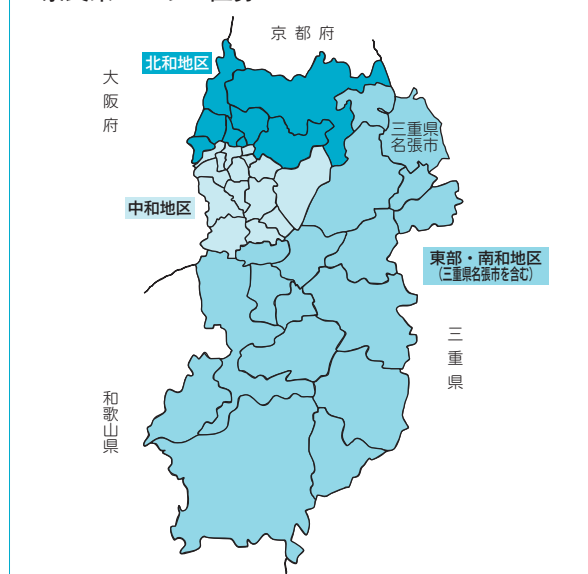 京都府
北和地区
大阪府
三重県
名張市
中和地区
東部・南和地区
(三重県名張市を含む)
三重県
和歌山県